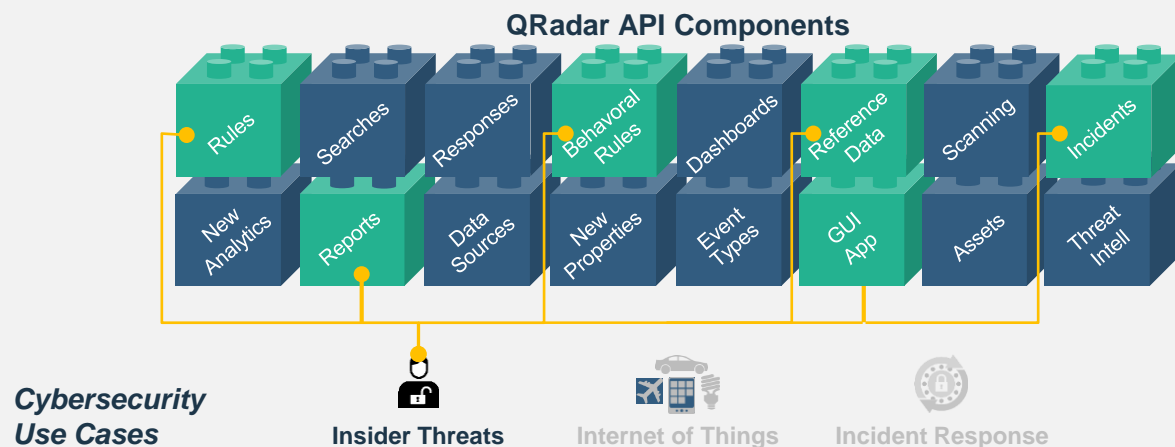 QRadar API Components
Rules
Searches
Responses
Behavoral
Rules
Dashboards
Reference
Data
Scanning
Incidents
New
Analytics
Reports
Data
Sources
New
Properties
Event
Types
GUI
App
Assets
Threat
Intell
Cybersecurity
Use Cases
Insider Threats
Internet of Things
Incident Response